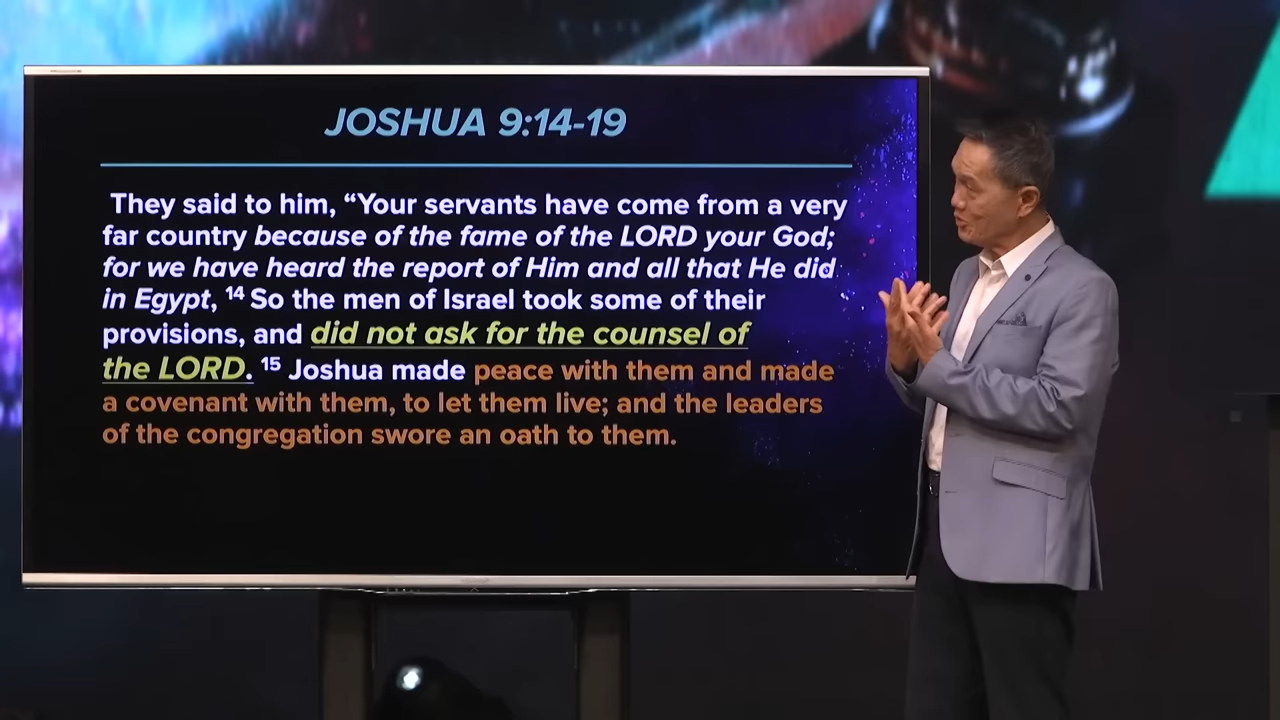 JOSHUA 9:14-19
They said to him, “Your servants have come from a very
far country because of the fame of the LORD your God;
for we have heard the report of Him and all that He did
in Egypt, 14 So the men of Israel took some of their
provisions, and did not ask for the counsel of
the LORD. 15 Joshua made peace with them and made
a covenant with them, to let them live; and the leaders
of the congregation swore an oath to them.